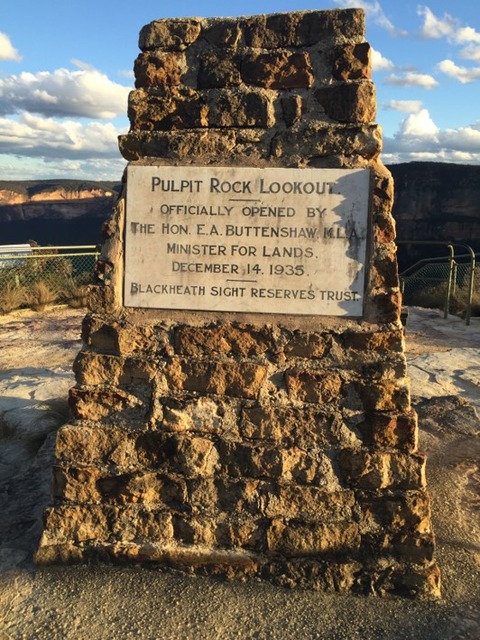 PULPIT ROCK LOOKOUT.
OFFICIALLY OPENED BY
THE HON. E.A. BUTTENSHAW, M.L.A.
MINISTER FOR LANDS.
DECEMBER 14, 1935.
BLACKHEATH SIGHT RESERVES TRUST